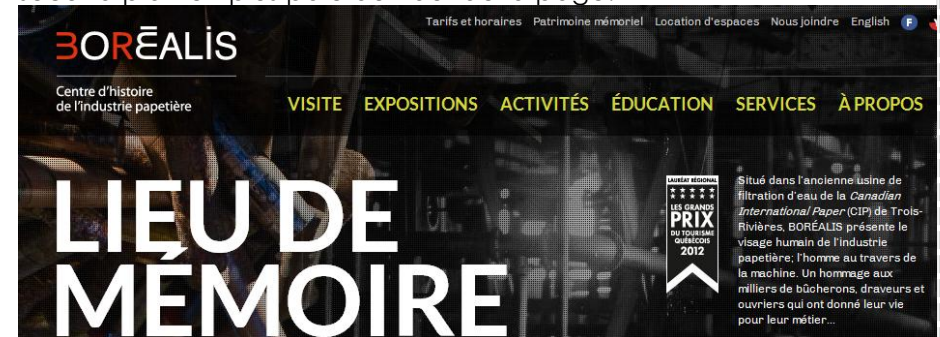 Tarifs et horaires Patrimoine mémoriel Location d'espaces Nous joindre English
BORĒALIS
Centre d'histoire
de l'industrie papetière
VISITE EXPOSITIONS ACTIVITÉS ÉDUCATION SERVICES À PROPOS
LIEU DE
MÉMOIRE
LAURÉAT RÉGIONAL
LES GRANDS
PRIX
DU TOURISME
QUÉBÉCOIS
2012
Situé dans l'ancienne usine de
filtration d'eau de la Canadian
International Paper (CIP) de Trois-
Rivières, BORÉALIS présente le
visage humain de l'industrie
papetière; l'homme au travers de
la machine. Un hommage aux
milliers de bûcherons, draveurs et
ouvriers qui ont donné leur vie
pour leur métier...